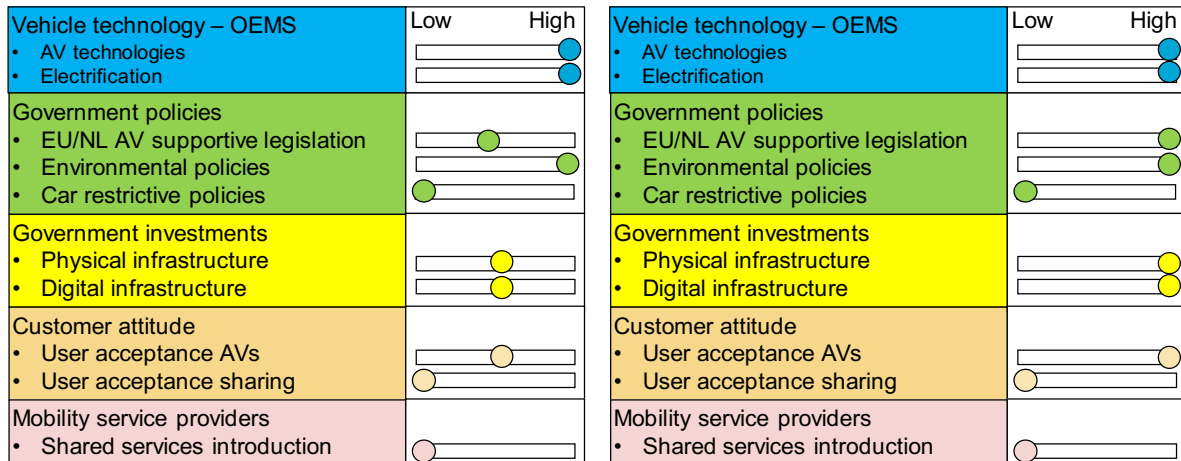 Vehicle technology – OEMS
• AV technologies
• Electrification
Low High
Government policies
• EU/NL AV supportive legislation
• Environmental policies
• Car restrictive policies
Government investments
• Physical infrastructure
• Digital infrastructure
Customer attitude
• User acceptance AVs
• User acceptance sharing
Mobility service providers
• Shared services introduction
Vehicle technology – OEMS
• AV technologies
• Electrification
Low High
Government policies
• EU/NL AV supportive legislation
• Environmental policies
• Car restrictive policies
Government investments
• Physical infrastructure
• Digital infrastructure
Customer attitude
• User acceptance AVs
• User acceptance sharing
Mobility service providers
• Shared services introduction